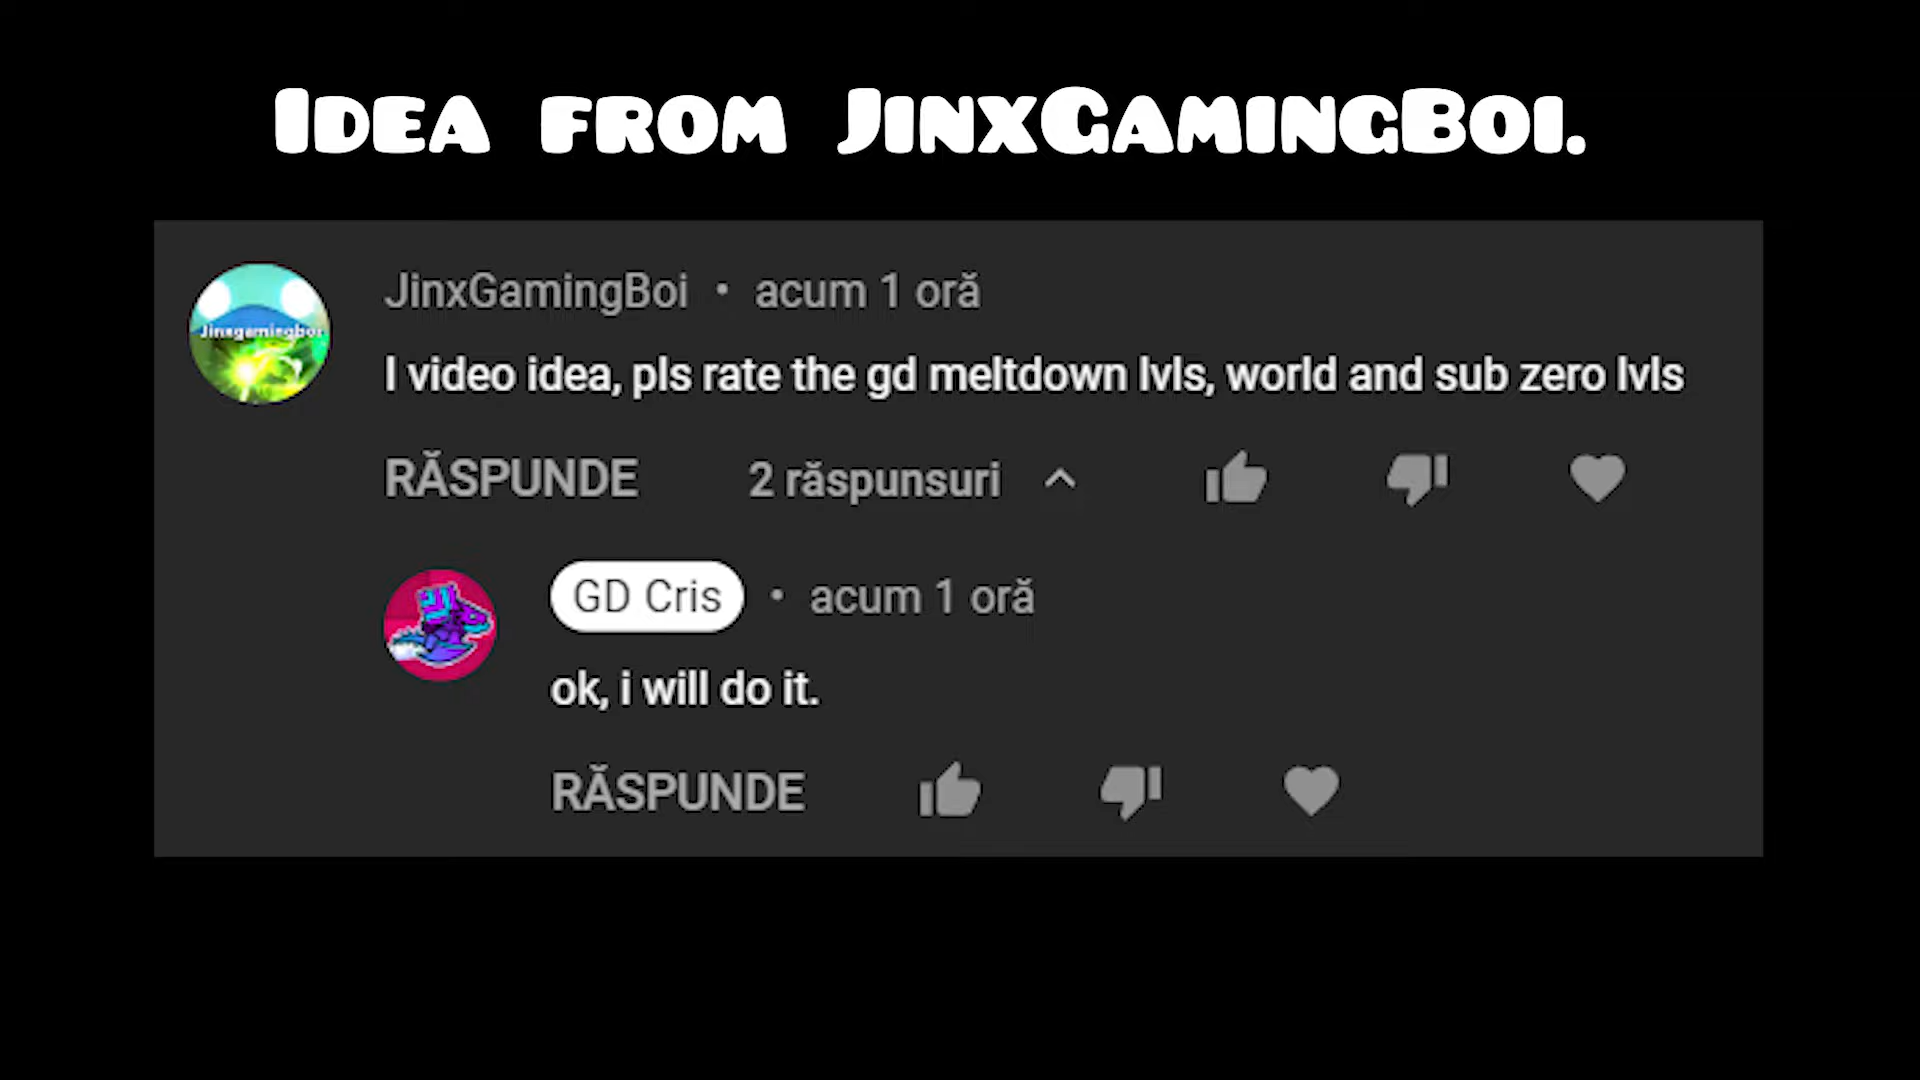 Idea from JinxGamingBoi.
JinxGamingBoi • acum 1 oră
Jinxgamingboi
I video idea, pls rate the gd meltdown lvls, world and sub zero lvls
RĂSPUNDE 2 răspunsuri
GD Cris • acum 1 oră
ok, i will do it.
RĂSPUNDE